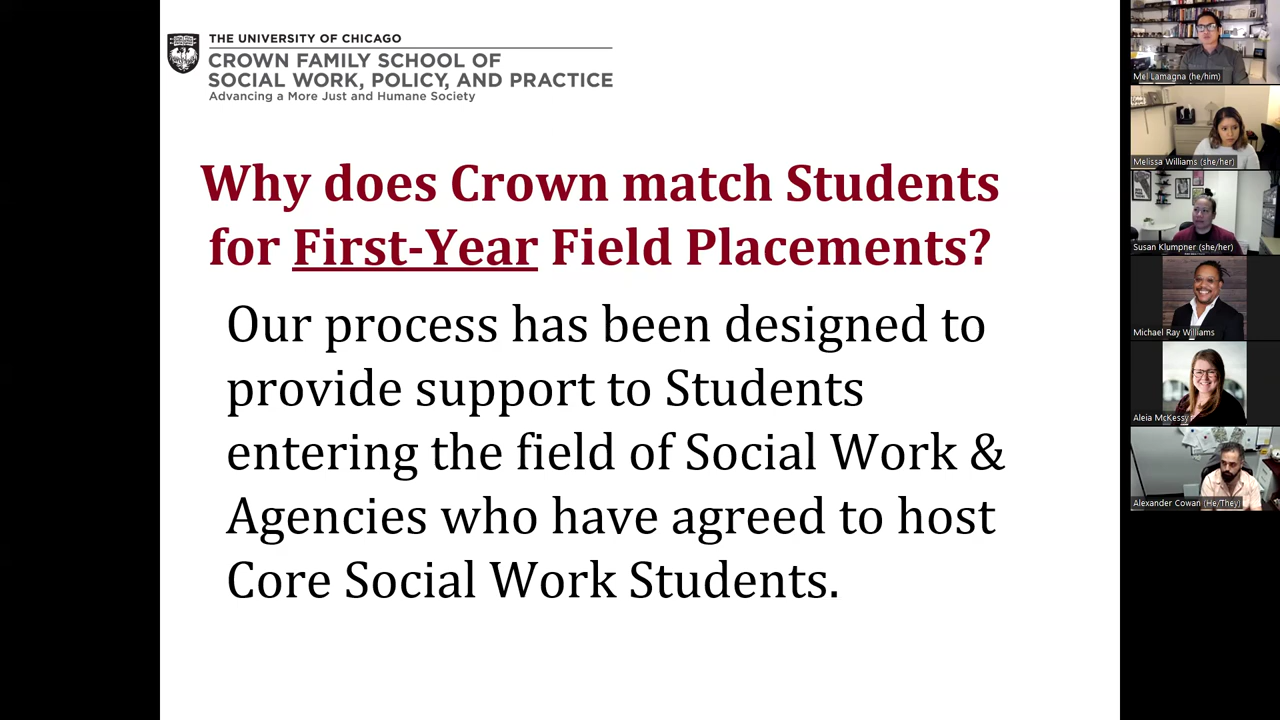 THE UNIVERSITY OF CHICAGO
CROWN FAMILY SCHOOL OF
SOCIAL WORK, POLICY, AND PRACTICE
Advancing a More Just and Humane Society
Why does Crown match Students
for First-Year Field Placements?
Our process has been designed to
provide support to Students
entering the field of Social Work &
Agencies who have agreed to host
Core Social Work Students.
Mei Lamagna (he/him)
Melissa Williams (she/her)
Susan Klumpner (she/her)
Michael Ray Williams
Aleia McKessy
Alexander Cowan (He/They)